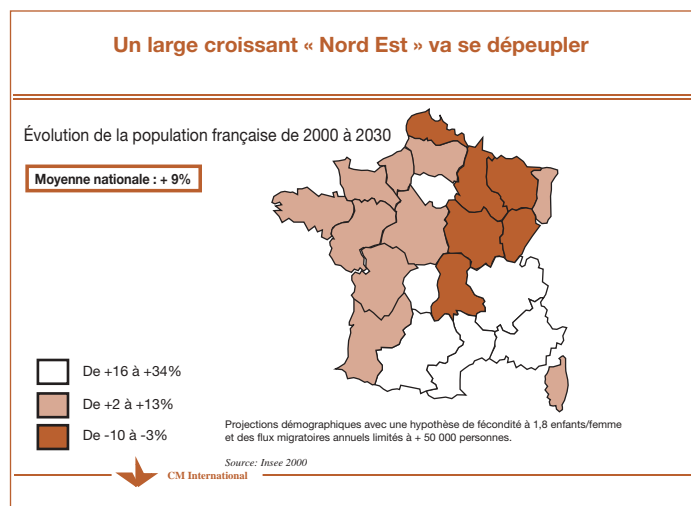 Un large croissant « Nord Est » va se dépeupler
Évolution de la population française de 2000 à 2030
Moyenne nationale : + 9%
De +16 à +34%
De +2 à +13%
De -10 à -3%
Projections démographiques avec une hypothèse de fécondité à 1,8 enfants/femme
et des flux migratoires annuels limités à + 50 000 personnes.
Source: Insee 2000
CM International